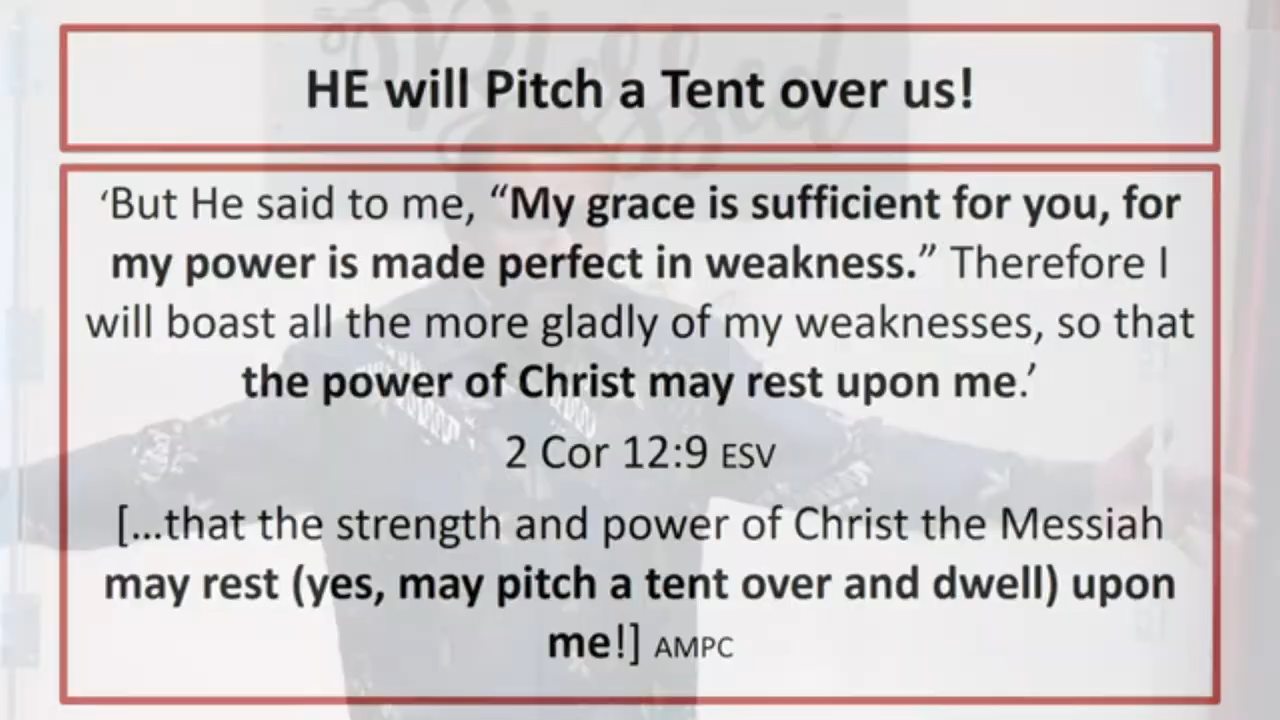 Blessed
HE will Pitch a Tent over us!
‘But He said to me, “My grace is sufficient for you, for
my power is made perfect in weakness.” Therefore I
will boast all the more gladly of my weaknesses, so that
the power of Christ may rest upon me.’
2 Cor 12:9 ESV
[…that the strength and power of Christ the Messiah
may rest (yes, may pitch a tent over and dwell) upon
me!] AMPC